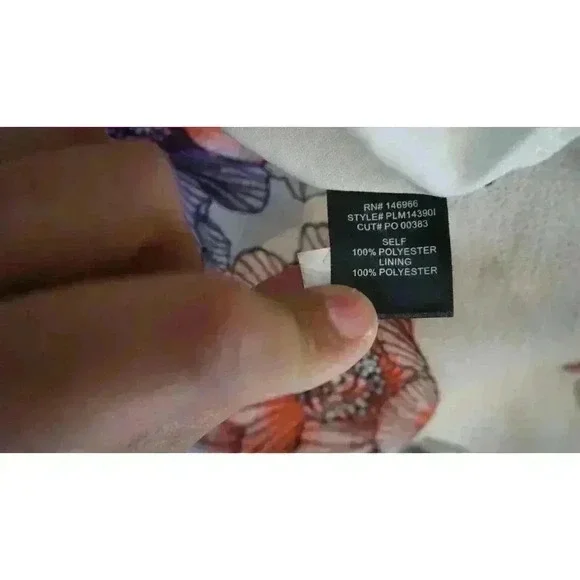 RN# 146966
STYLE# PLM14390I
CUT# PO 00383
SELF
100% POLYESTER
LINING
100% POLYESTER